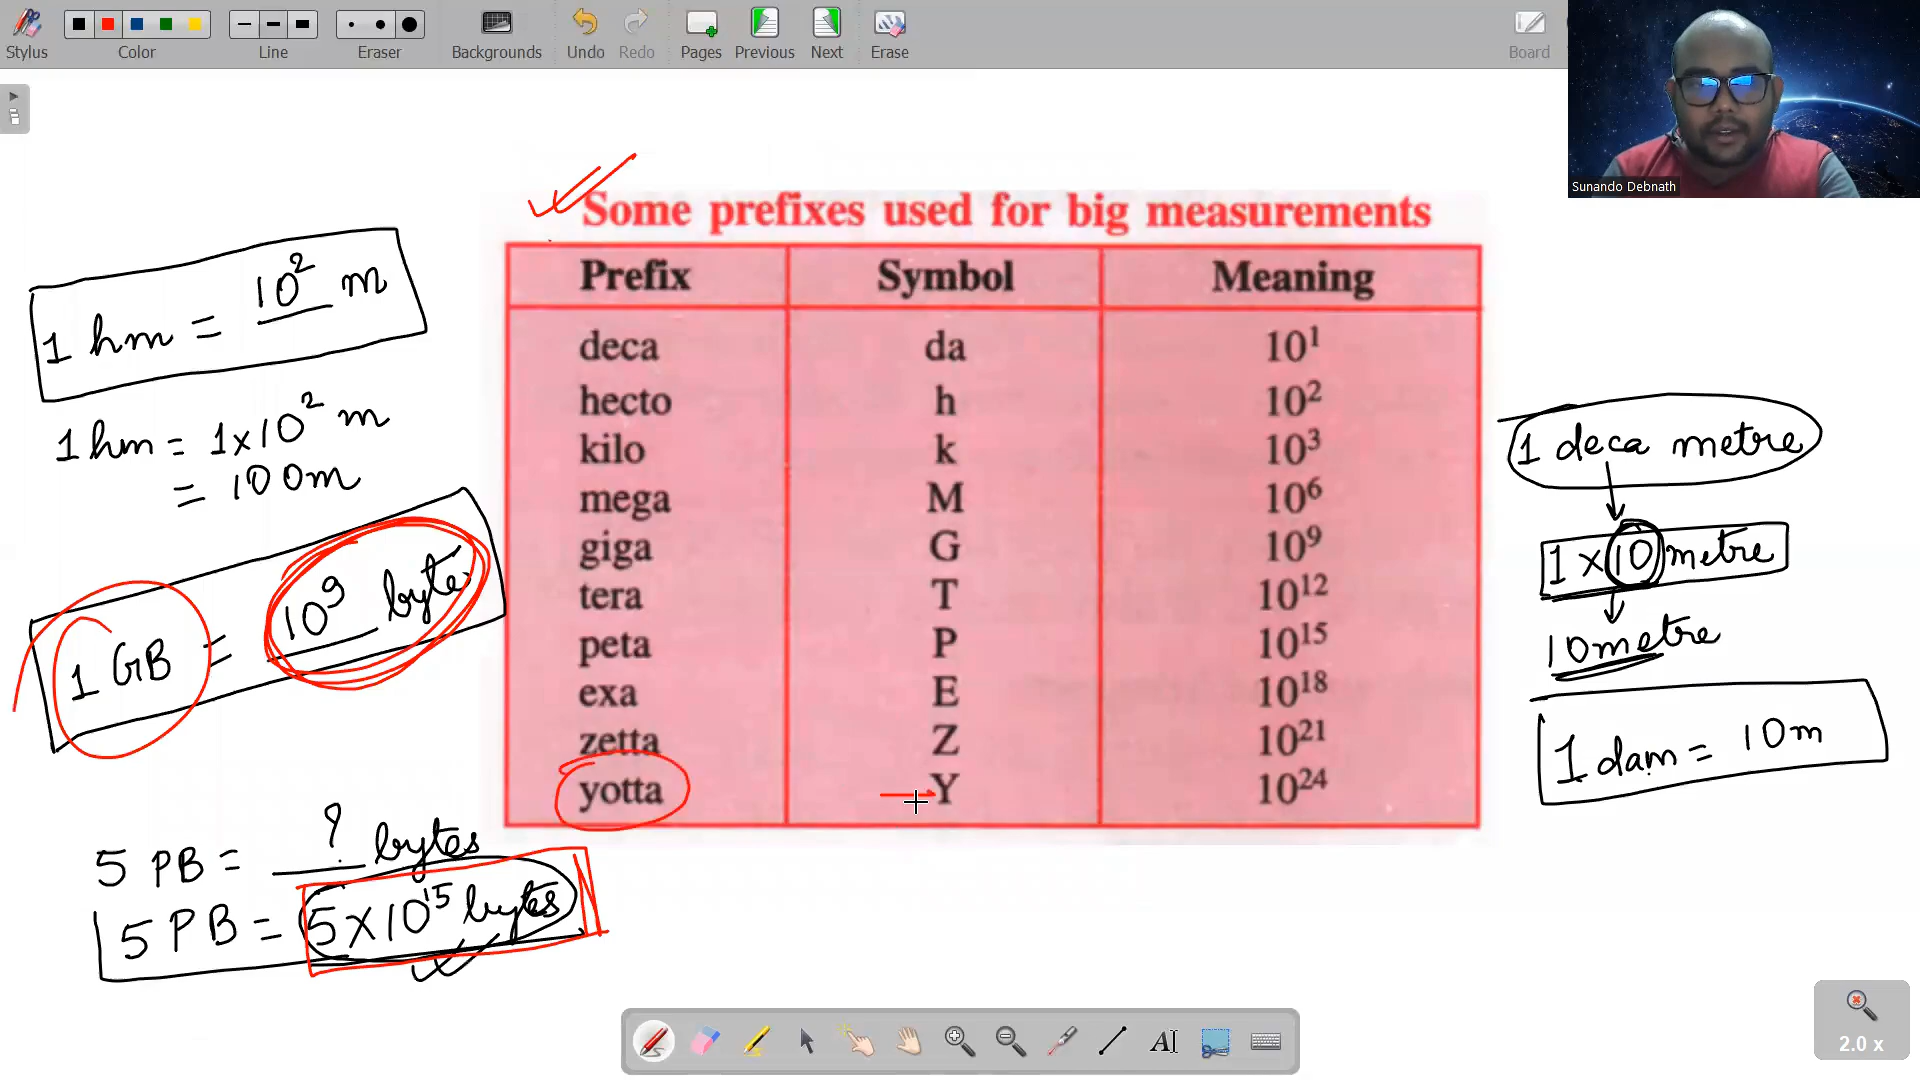 Stylus
Color
Line
Eraser
Backgrounds
Undo
Redo
Pages
Previous
Next
Erase
Board
Sunando Debnath
Some prefixes used for big measurements
Prefix Symbol Meaning
deca da 10¹
hecto h 10²
kilo k 10³
mega M 10⁶
giga G 10⁹
tera T 10¹²
peta P 10¹⁵
exa E 10¹⁸
zetta Z 10²¹
yotta Y 10²⁴
1 hm = 10² m
1 hm = 1×10² m
= 100m
1 GB = 10⁹ byte
5 PB = ? bytes
5 PB = 5×10¹⁵ bytes
1 deca metre
1 × 10 metre
10 metre
1 dam = 10m
AI
2.0 x